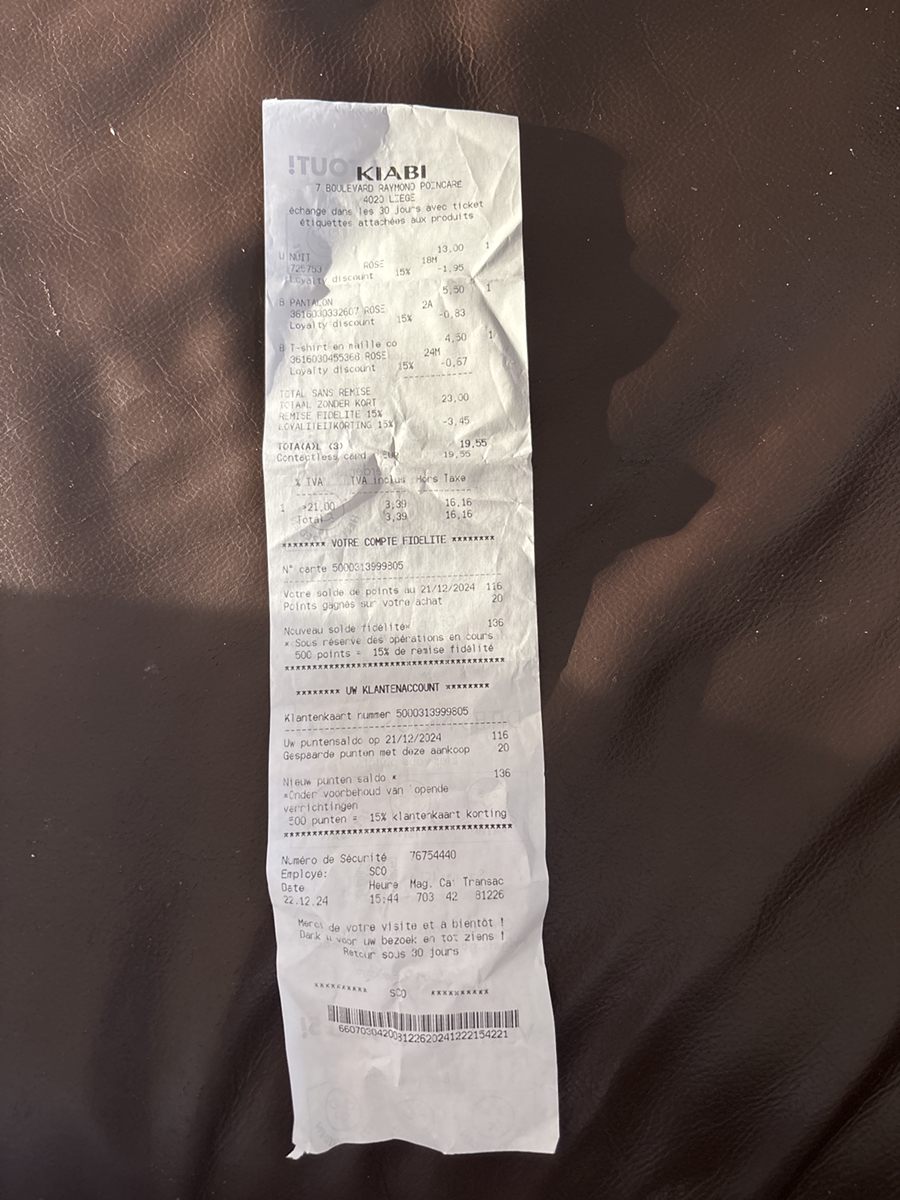 KIABI
7 BOULEVARD RAYMOND POINCARE
4020 LIEGE
échange dans les 30 jours avec ticket
étiquettes attachées aux produits
U NUIT 13,00 1
ROSE 18M
Loyalty discount 15% -1,95
B PANTALON 5,50 1
3616030332607 ROSE 2A
Loyalty discount 15% -0,83
B T-shirt en maille co 4,50 1
3616030455368 ROSE 24M
Loyalty discount 15% -0,67
TOTAL SANS REMISE
TOTAAL ZONDER KORT 23,00
REMISE FIDELITE 15%
LOYALITEITKORTING 15% -3,45
TOTA(A)L (3) 19,55
Contactless card EUR 19,55
% TVA TVA inclus Hors Taxe
1 *21,00 3,39 16,16
Total 3,39 16,16
******** VOTRE COMPTE FIDELITE ********
N° carte 5000313999805
Votre solde de points au 21/12/2024 116
Points gagnés sur votre achat 20
Nouveau solde fidélité* 136
* Sous réserve des opérations en cours
500 points = 15% de remise fidélité
****************************************
******** UW KLANTENACCOUNT ********
Klantenkaart nummer 5000313999805
Uw puntensaldo op 21/12/2024 116
Gespaarde punten met deze aankoop 20
Nieuw punten saldo * 136
*Onder voorbehoud van lopende
verrichtingen
500 punten = 15% klantenkaart korting
****************************************
Numéro de Sécurité 76754440
Employé: SCO
Date Heure Mag. Cai Transac
22.12.24 15:44 703 42 81226
Merci de votre visite et à bientôt !
Dank u voor uw bezoek en tot ziens !
Retour sous 30 jours
********** SCO **********
660703042008122620241222154221